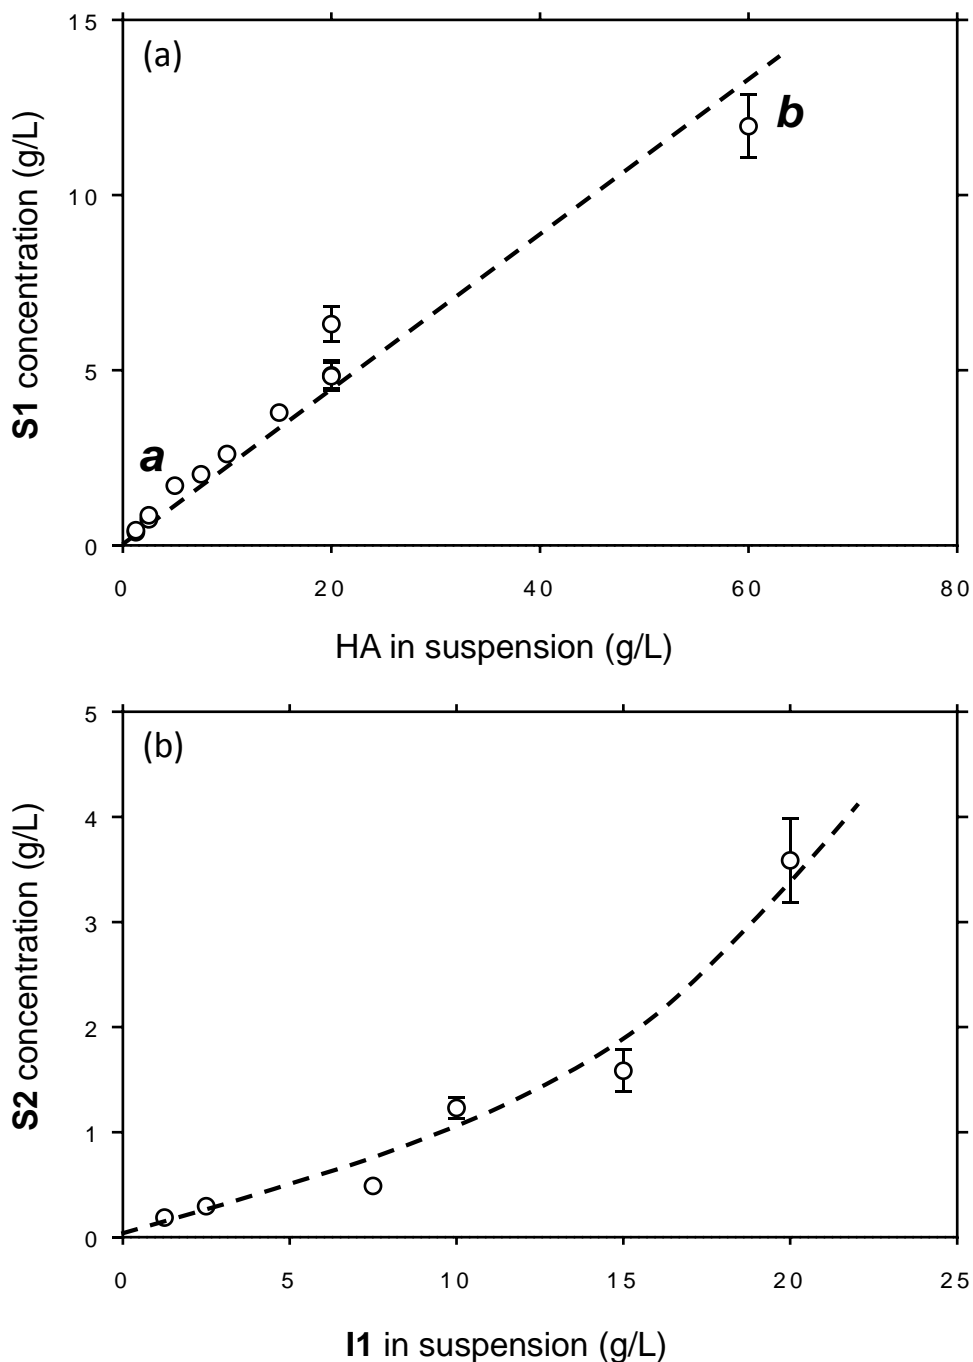 15
(a)
b
10
S1 concentration (g/L)
5
a
0
0 20 40 60 80
HA in suspension (g/L)
5
(b)
4
3
S2 concentration (g/L)
2
1
0
0 5 10 15 20 25
I1 in suspension (g/L)